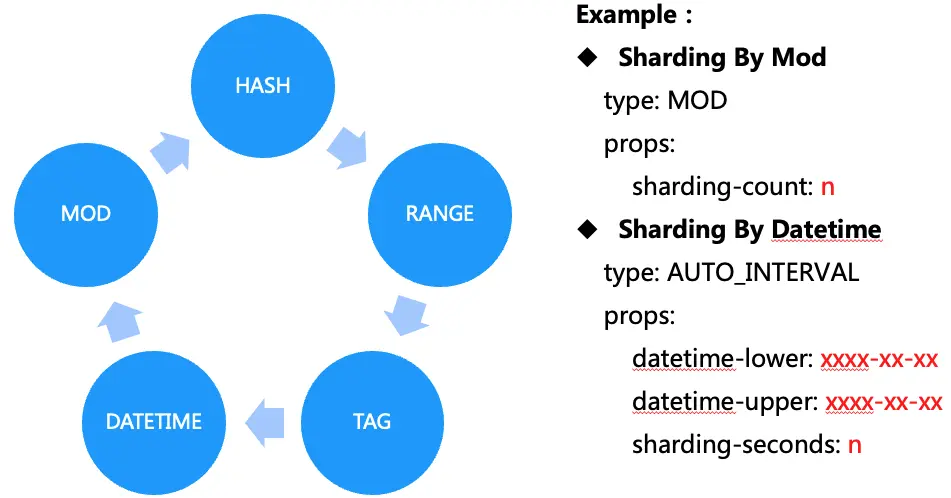 HASH
RANGE
TAG
DATETIME
MOD
Example：
◆ Sharding By Mod
type: MOD
props:
sharding-count: n
◆ Sharding By Datetime
type: AUTO_INTERVAL
props:
datetime-lower: xxxx-xx-xx
datetime-upper: xxxx-xx-xx
sharding-seconds: n